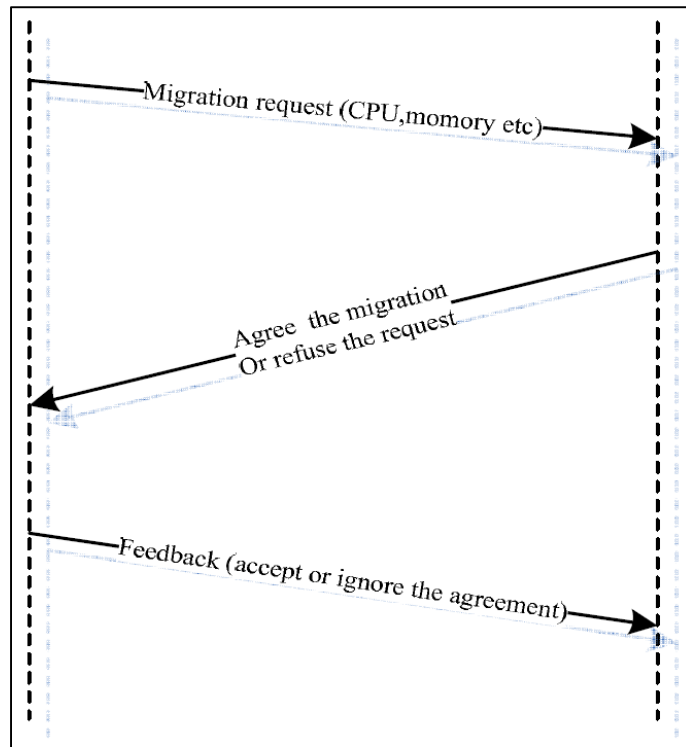 Migration request (CPU,momory etc)
Agree the migration
Or refuse the request
Feedback (accept or ignore the agreement)